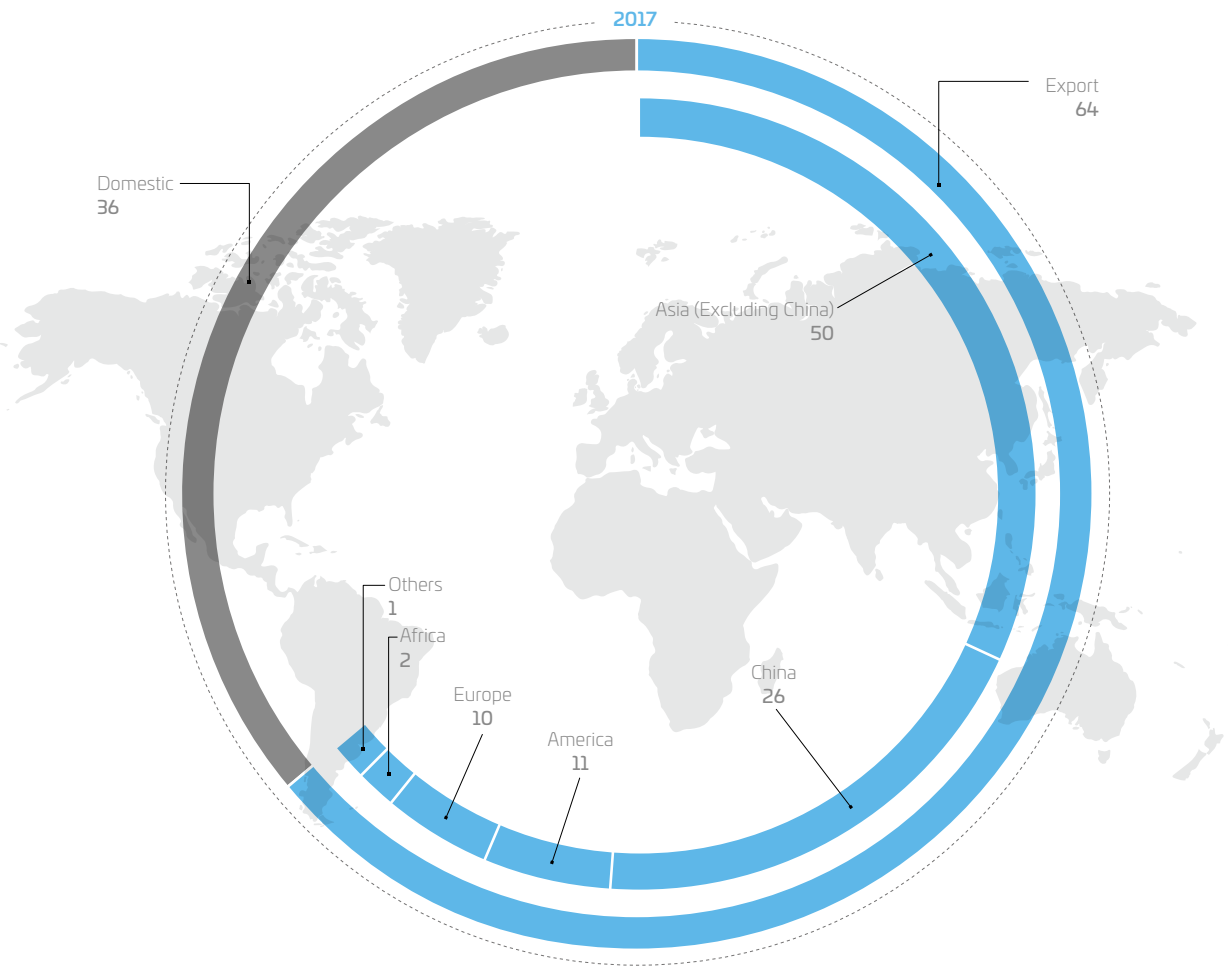 2017
Export
64
Domestic
36
Asia (Excluding China)
50
Others
1
Africa
2
Europe
10
America
11
China
26